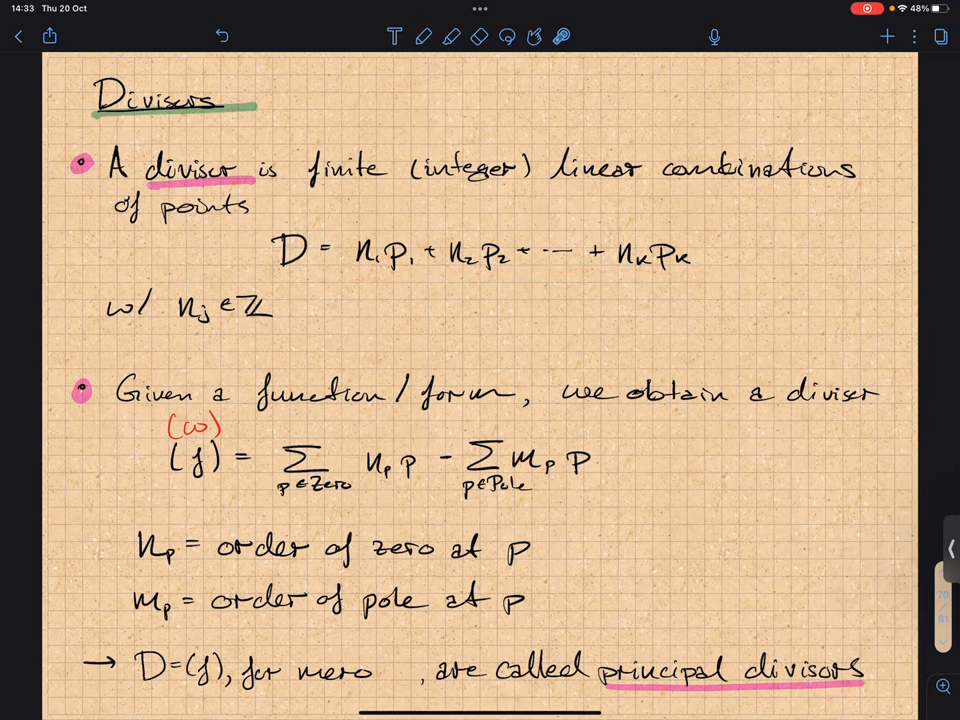 14:33 Thu 20 Oct
48%
Divisors
A divisor is finite (integer) linear combinations
of points
D = n₁p₁ + n₂p₂ + ... + nₖpₖ
w/ nⱼ ∈ ℤ
Given a function/form, we obtain a divisor
(ω)
(f) = Σ nₚ p - Σ mₚ p
p∈Zero p∈Pole
nₚ = order of zero at p
mₚ = order of pole at p
→ D=(f), for mero , are called principal divisors
70
/
81